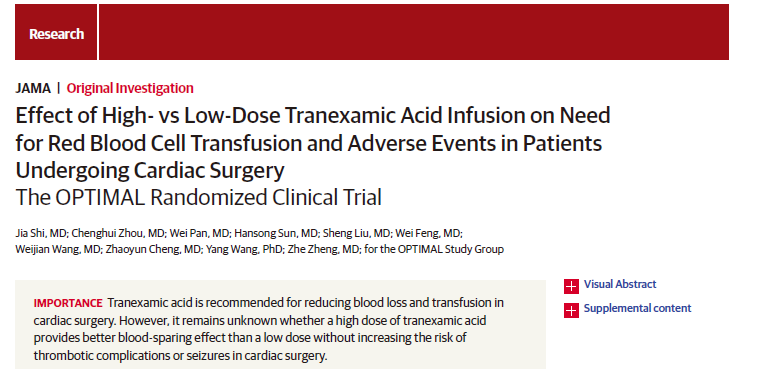 Research
JAMA | Original Investigation
Effect of High- vs Low-Dose Tranexamic Acid Infusion on Need
for Red Blood Cell Transfusion and Adverse Events in Patients
Undergoing Cardiac Surgery
The OPTIMAL Randomized Clinical Trial
Jia Shi, MD; Chenghui Zhou, MD; Wei Pan, MD; Hansong Sun, MD; Sheng Liu, MD; Wei Feng, MD;
Weijian Wang, MD; Zhaoyun Cheng, MD; Yang Wang, PhD; Zhe Zheng, MD; for the OPTIMAL Study Group
IMPORTANCE Tranexamic acid is recommended for reducing blood loss and transfusion in
cardiac surgery. However, it remains unknown whether a high dose of tranexamic acid
provides better blood-sparing effect than a low dose without increasing the risk of
thrombotic complications or seizures in cardiac surgery.
Visual Abstract
Supplemental content